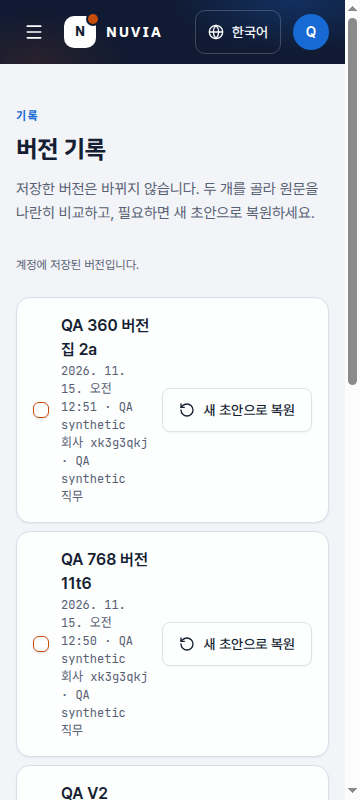 N NUVIA 한국어 Q
기록
버전 기록
저장한 버전은 바뀌지 않습니다. 두 개를 골라 원문을
나란히 비교하고, 필요하면 새 초안으로 복원하세요.
계정에 저장된 버전입니다.
QA 360 버전
집 2a
2026. 11.
15. 오전
12:51 · QA
synthetic
회사 xk3g3qkj
· QA
synthetic
직무
새 초안으로 복원
QA 768 버전
11t6
2026. 11.
15. 오전
12:50 · QA
synthetic
회사 xk3g3qkj
· QA
synthetic
직무
새 초안으로 복원
QA V2